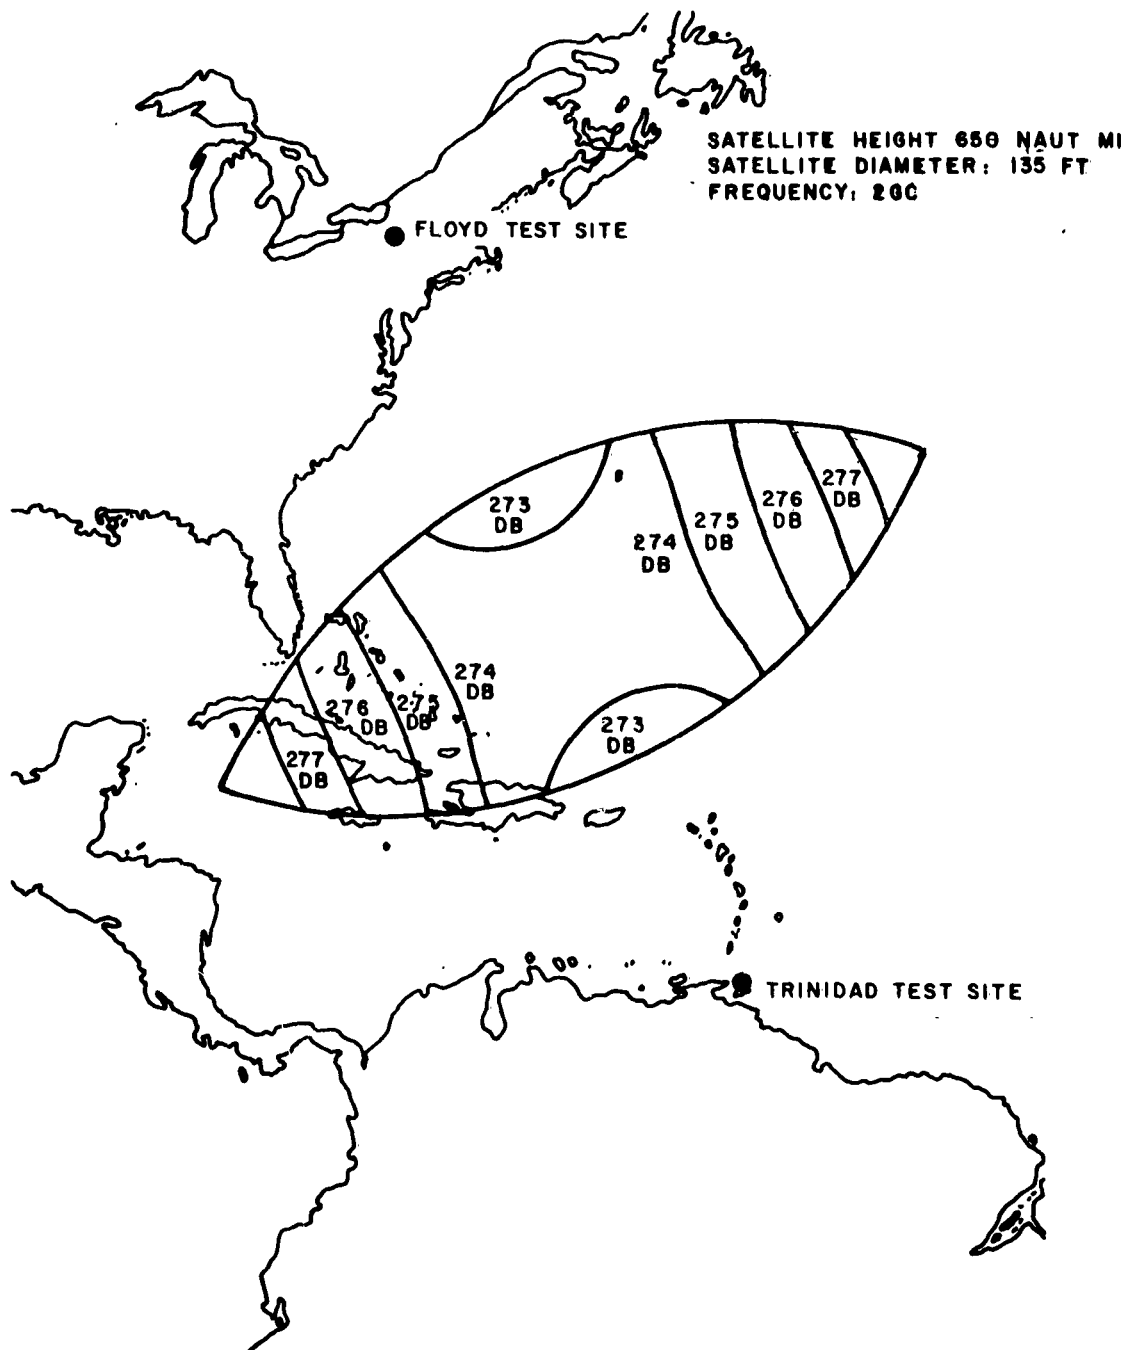 SATELLITE HEIGHT 650 NAUT MI
SATELLITE DIAMETER: 135 FT
FREQUENCY: 2GC
FLOYD TEST SITE
273
DB
277
DB
276
DB
275
DB
274
DB
274
DB
275
DB
276
DB
273
DB
277
DB
TRINIDAD TEST SITE